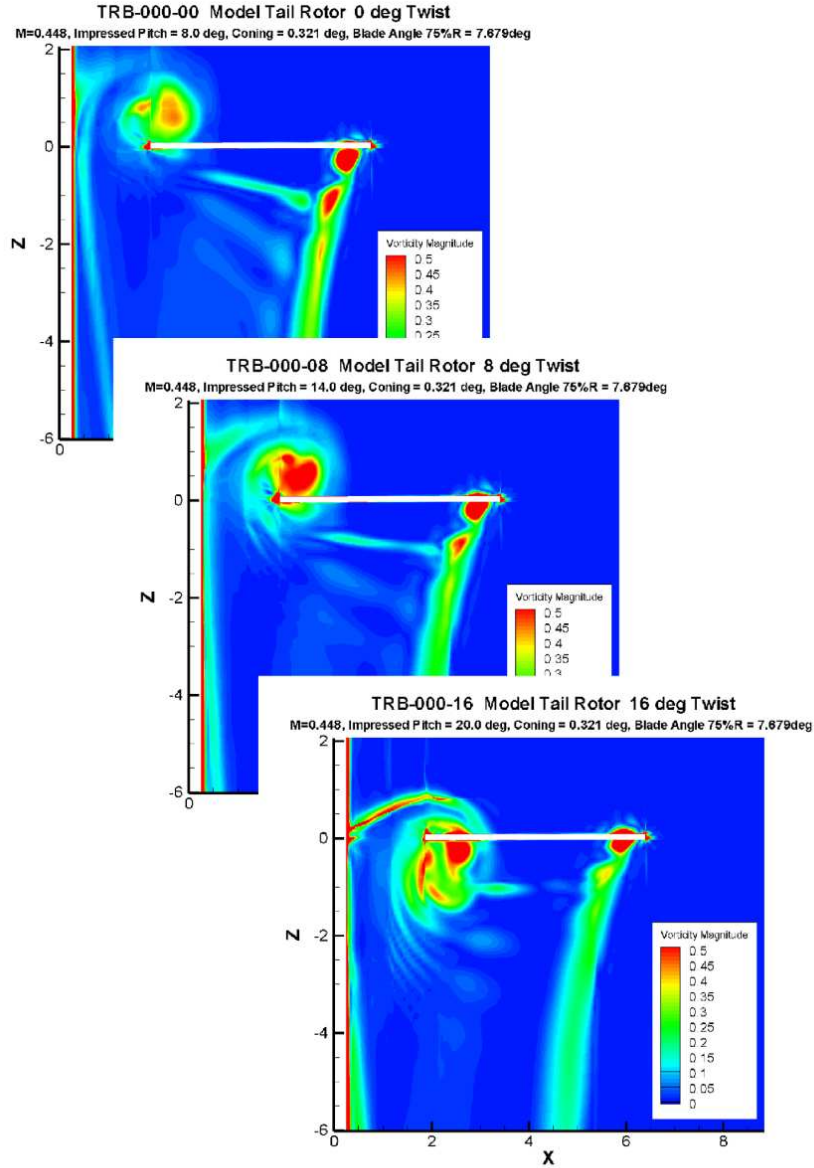 TRB-000-00 Model Tail Rotor 0 deg Twist
M=0.448, Impressed Pitch = 8.0 deg, Coning = 0.321 deg, Blade Angle 75%R = 7.679deg
2
0
Z
-2
-4
-6
0
Vorticity Magnitude
0.5
0.45
0.4
0.35
0.3
0.25
TRB-000-08 Model Tail Rotor 8 deg Twist
M=0.448, Impressed Pitch = 14.0 deg, Coning = 0.321 deg, Blade Angle 75%R = 7.679deg
2
0
Z
-2
-4
-6
0
Vorticity Magnitude
0.5
0.45
0.4
0.35
0.3
TRB-000-16 Model Tail Rotor 16 deg Twist
M=0.448, Impressed Pitch = 20.0 deg, Coning = 0.321 deg, Blade Angle 75%R = 7.679deg
2
0
Z
-2
-4
-6
Vorticity Magnitude
0.5
0.45
0.4
0.35
0.3
0.25
0.2
0.15
0.1
0.05
0
0 2 4 6 8
X